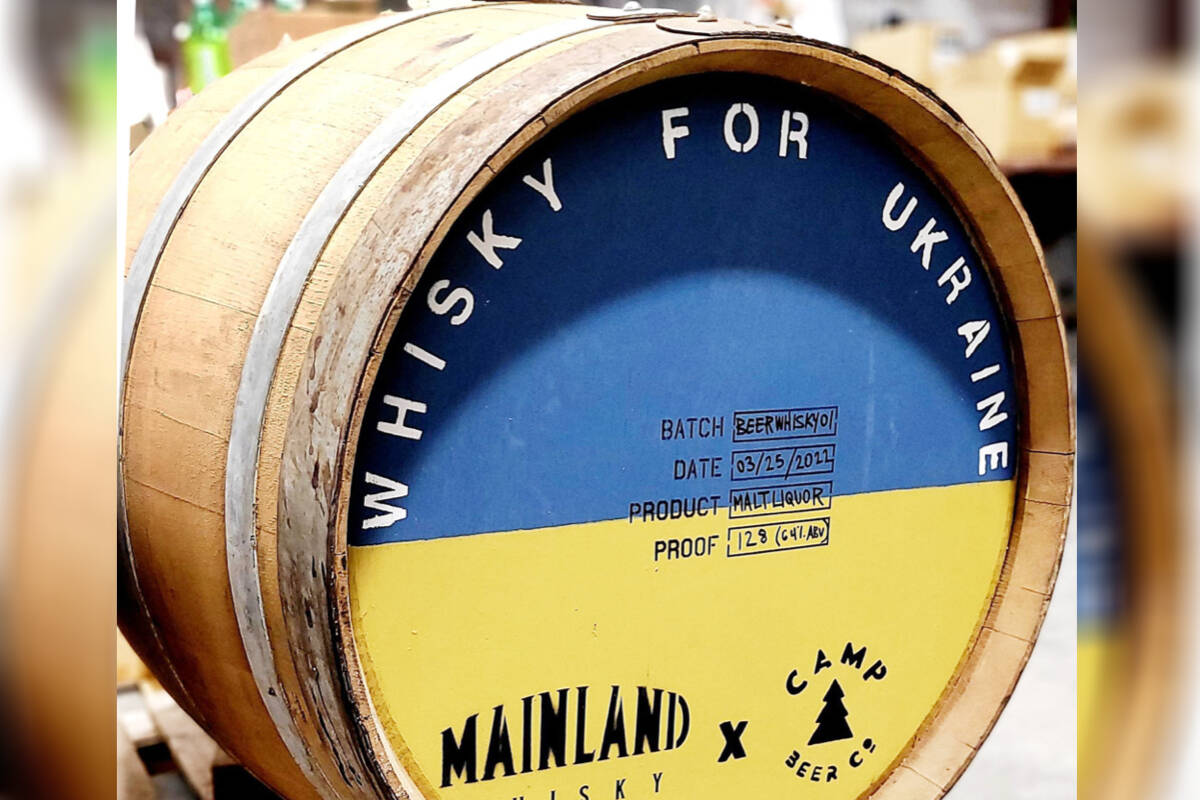 WHISKY FOR UKRAINE
BATCH BEERWHISKY01
DATE 03/25/2022
PRODUCT MALT LIQUOR
PROOF 128 (64% ABV)
MAINLAND
WHISKY
X
CAMP
BEER CO.